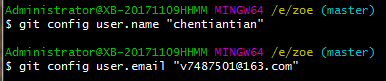 Administrator@XB-20171109HHMM MINGW64 /e/zoe (master)
$ git config user.name "chentiantian"
Administrator@XB-20171109HHMM MINGW64 /e/zoe (master)
$ git config user.email "v7487501@163.com"